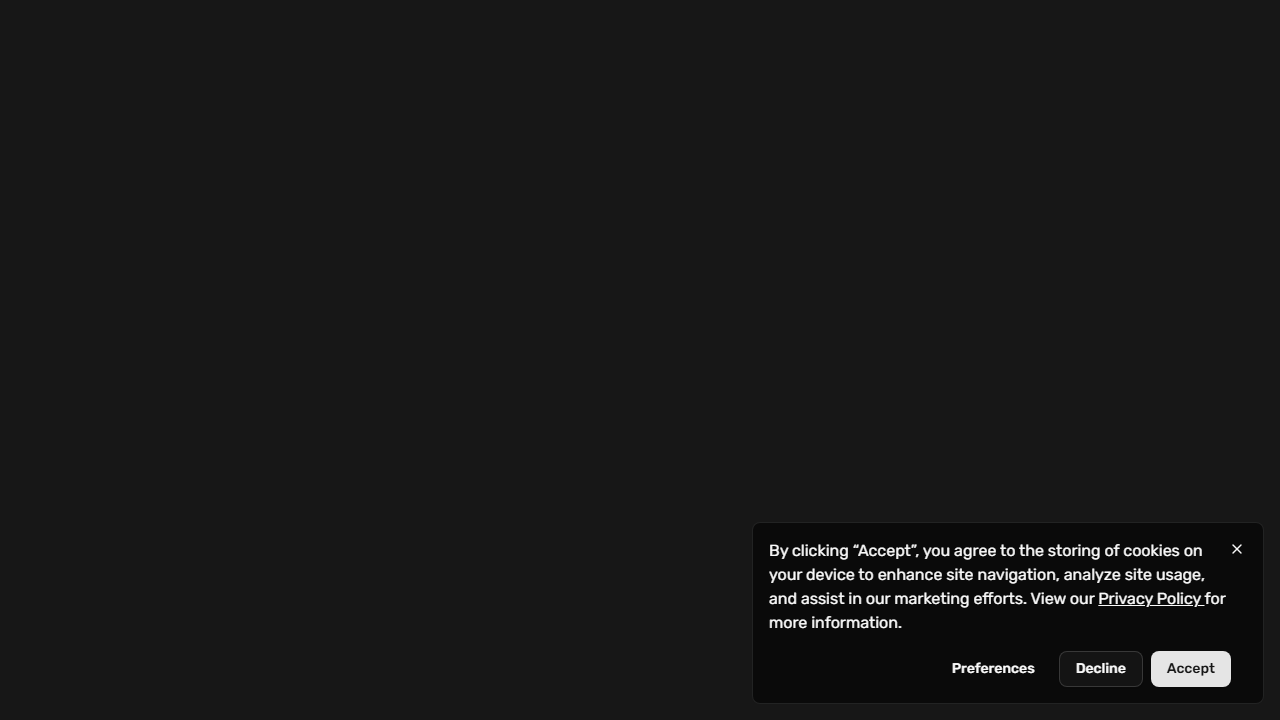 By clicking “Accept”, you agree to the storing of cookies on
your device to enhance site navigation, analyze site usage,
and assist in our marketing efforts. View our Privacy Policy for
more information.
Preferences
Decline
Accept